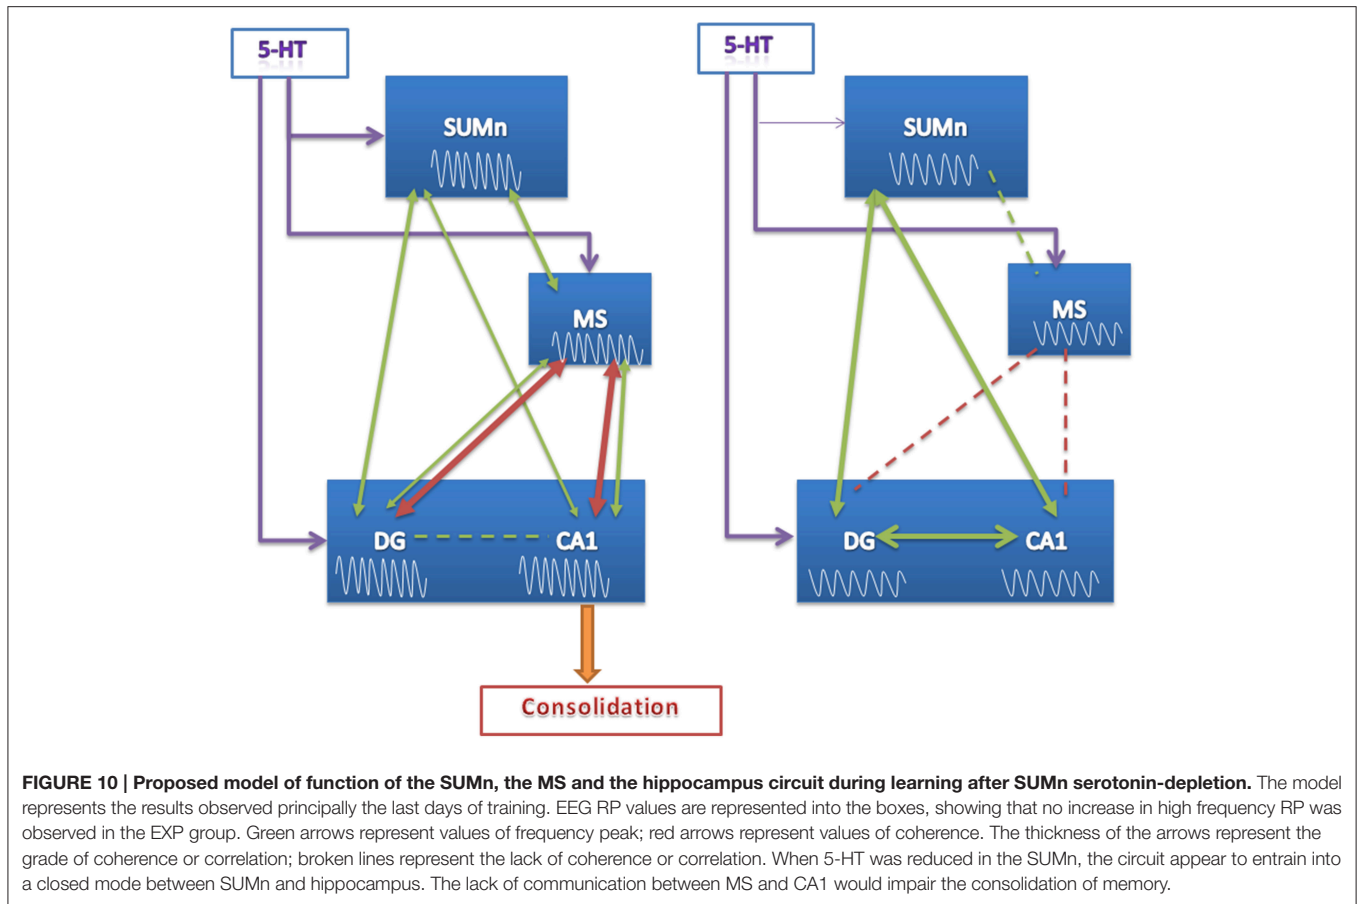 5-HT
SUMn
MS
DG
CA1
Consolidation
5-HT
SUMn
MS
DG
CA1
FIGURE 10 | Proposed model of function of the SUMn, the MS and the hippocampus circuit during learning after SUMn serotonin-depletion. The model
represents the results observed principally the last days of training. EEG RP values are represented into the boxes, showing that no increase in high frequency RP was
observed in the EXP group. Green arrows represent values of frequency peak; red arrows represent values of coherence. The thickness of the arrows represent the
grade of coherence or correlation; broken lines represent the lack of coherence or correlation. When 5-HT was reduced in the SUMn, the circuit appear to entrain into
a closed mode between SUMn and hippocampus. The lack of communication between MS and CA1 would impair the consolidation of memory.